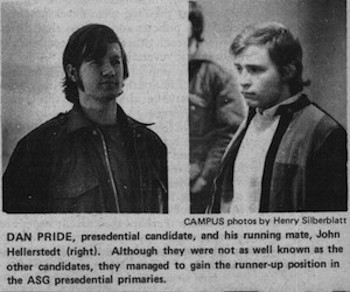 CAMPUS photos by Henry Silberblatt
DAN PRIDE, presedential candidate, and his running mate, John
Hellerstedt (right). Although they were not as well known as the
other candidates, they managed to gain the runner-up position in
the ASG presedential primaries.